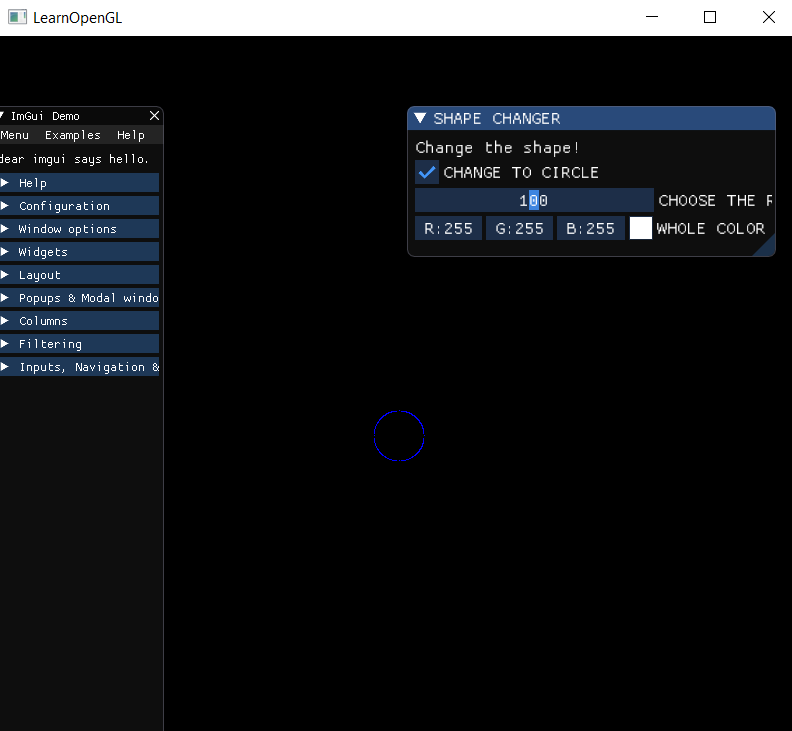 LearnOpenGL
ImGui Demo
Menu Examples Help
dear imgui says hello.
Help
Configuration
Window options
Widgets
Layout
Popups & Modal windo
Columns
Filtering
Inputs, Navigation &
SHAPE CHANGER
Change the shape!
CHANGE TO CIRCLE
100 CHOOSE THE R
R:255 G:255 B:255 WHOLE COLOR